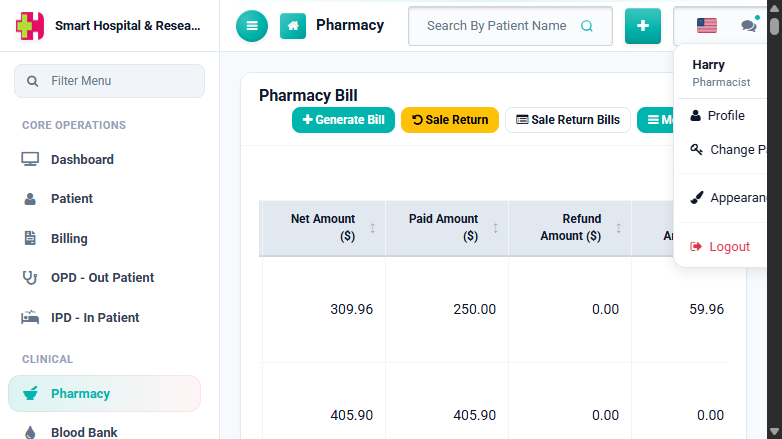 Smart Hospital & Resea...
Pharmacy
Search By Patient Name
Filter Menu
CORE OPERATIONS
Dashboard
Patient
Billing
OPD - Out Patient
IPD - In Patient
CLINICAL
Pharmacy
Blood Bank
Pharmacy Bill
Generate Bill
Sale Return
Sale Return Bills
Harry
Pharmacist
Profile
Change
Logout
Net Amount ($)
Paid Amount ($)
Refund Amount ($)
309.96 250.00 0.00 59.96
405.90 405.90 0.00 0.00